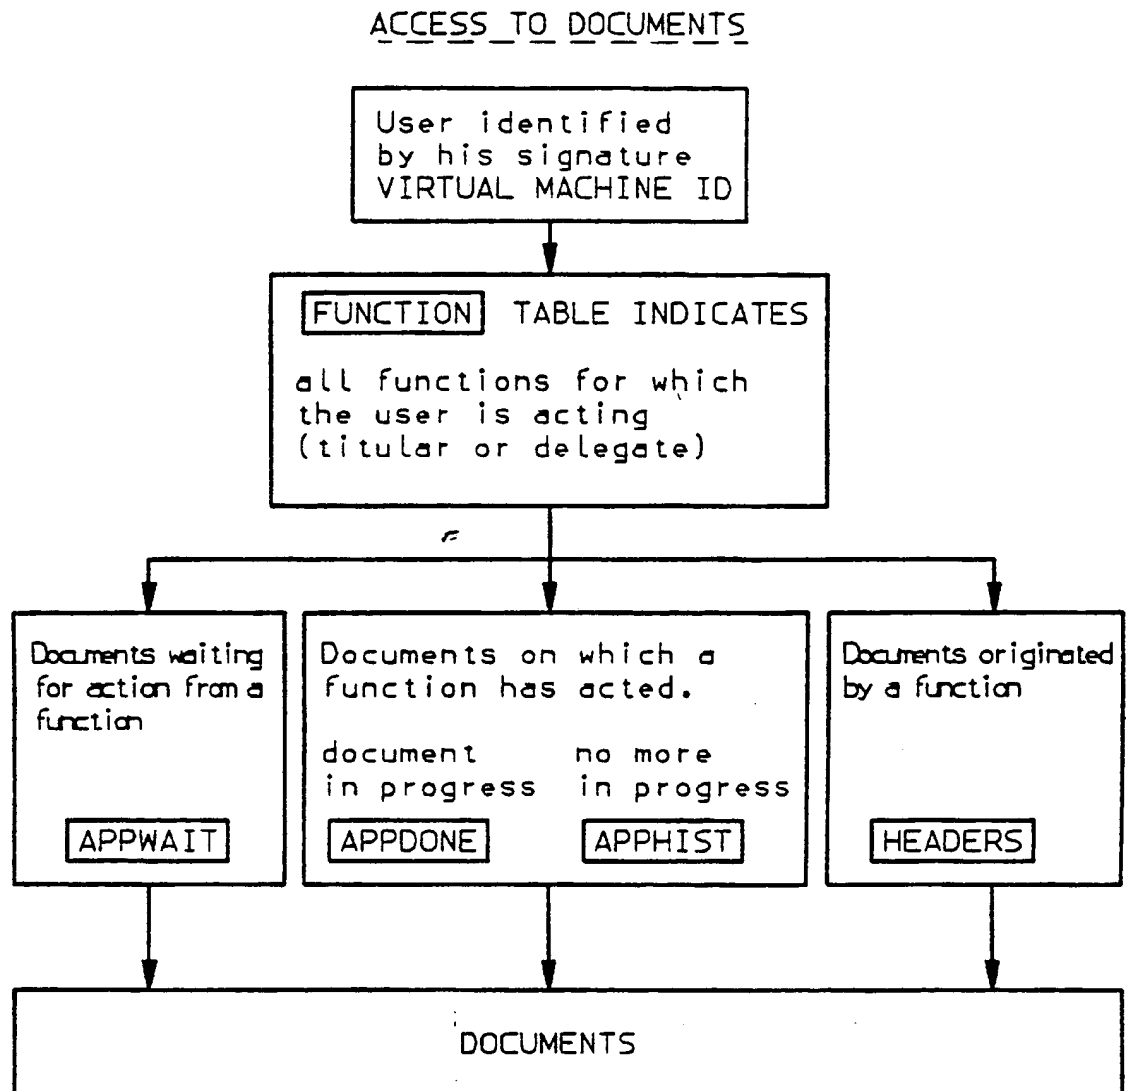 ACCESS TO DOCUMENTS
User identified
by his signature
VIRTUAL MACHINE ID
FUNCTION TABLE INDICATES
all functions for which
the user is acting
(titular or delegate)
Documents waiting
for action from a
function
APPWAIT
Documents on which a
function has acted.
document
in progress
no more
in progress
APPDONE
APPHIST
Documents originated
by a function
HEADERS
DOCUMENTS